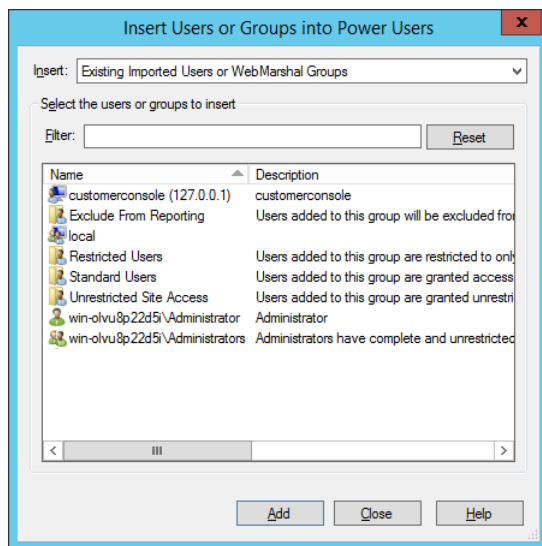 Insert Users or Groups into Power Users
x
Insert: Existing Imported Users or WebMarshal Groups
Select the users or groups to insert
Filter: Reset
Name Description
customerconsole (127.0.0.1) customerconsole
Exclude From Reporting Users added to this group will be excluded from
local
Restricted Users Users added to this group are restricted to only
Standard Users Users added to this group are granted access
Unrestricted Site Access Users added to this group are granted unrestri
win-olvu8p22d5i\Administrator Administrator
win-olvu8p22d5i\Administrators Administrators have complete and unrestricted
Add Close Help